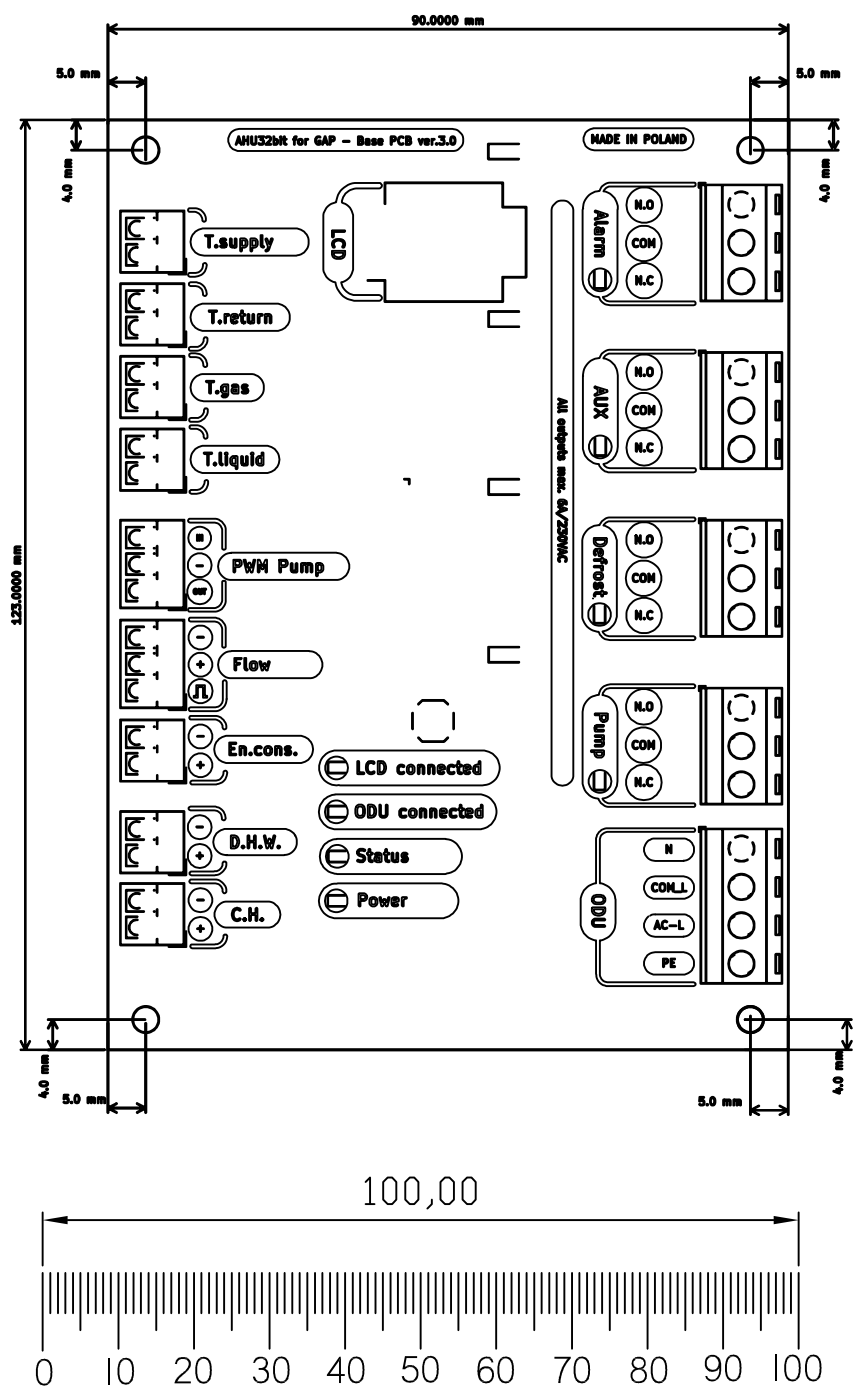 90.0000 mm
5.0 mm
5.0 mm
AHU32bit for GAP – Base PCB ver.3.0
MADE IN POLAND
4.0 mm
4.0 mm
123.0000 mm
LCD
T.supply
T.return
T.gas
T.liquid
IN
-
OUT
PWM Pump
-
+
Flow
-
+
En.cons.
-
+
D.H.W.
-
+
C.H.
LCD connected
ODU connected
Status
Power
All outputs max. 6A/230VAC
Alarm
N.O
COM
N.C
AUX
N.O
COM
N.C
Defrost
N.O
COM
N.C
Pump
N.O
COM
N.C
ODU
N
COM_L
AC-L
PE
4.0 mm
5.0 mm
5.0 mm
4.0 mm
100,00
0 10 20 30 40 50 60 70 80 90 100